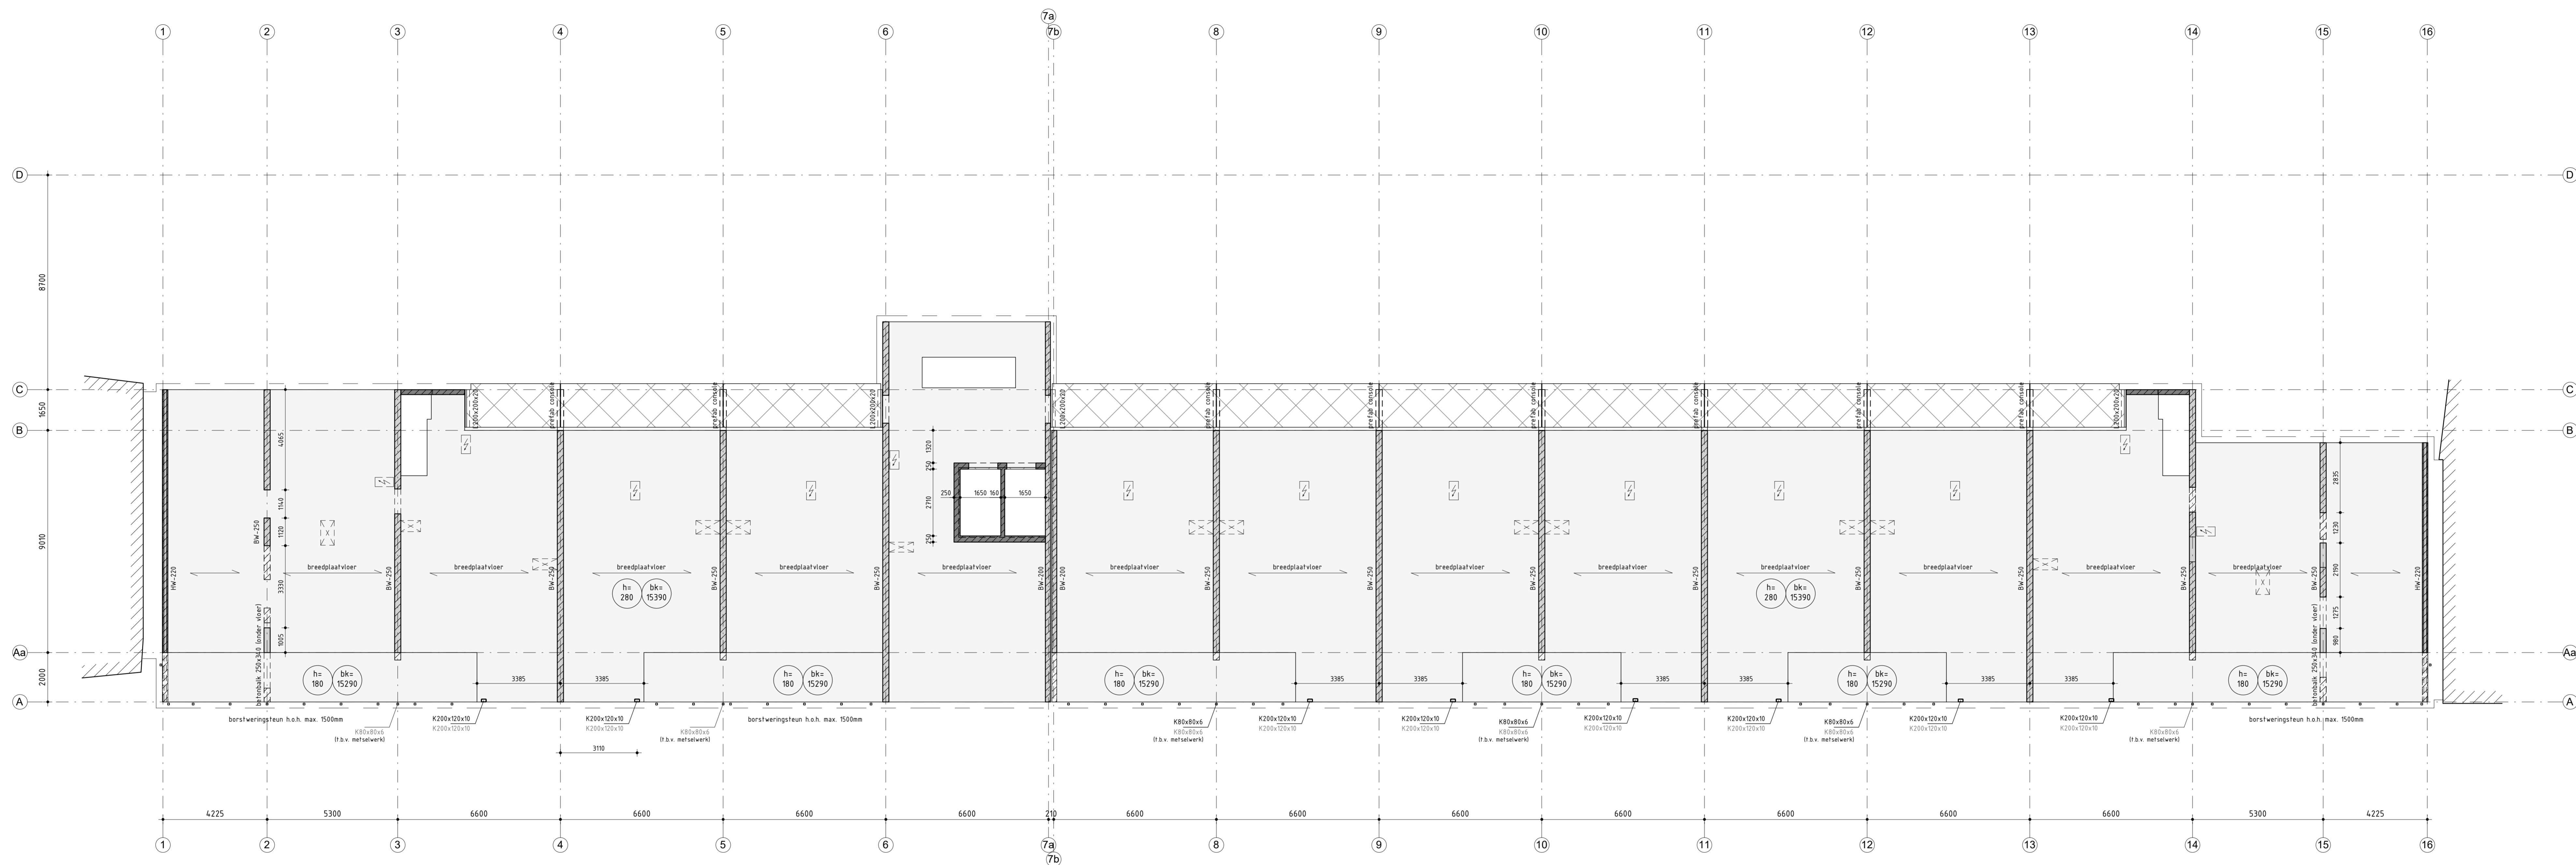 7a
1 2 3 4 5 6 7b 8 9 10 11 12 13 14 15 16
D D
8700
C C
1650
B B
9010
Aa Aa
2000
A A
L200x200x20 prefab console prefab console L200x200x20 L200x200x20 prefab console prefab console prefab console prefab console prefab console prefab console L200x200x20
4065
1140
1120
3330
1005
1320
250
2710
250
250 1650 160 1650
2835
1230
2190
1275
980
BW-250
HW-220 BW-250 BW-250 BW-250 BW-250 BW-200 BW-200 BW-250 BW-250 BW-250 BW-250 BW-250 BW-250 BW-250 BW-250 HW-220
breedplaatvloer breedplaatvloer breedplaatvloer breedplaatvloer breedplaatvloer breedplaatvloer breedplaatvloer breedplaatvloer breedplaatvloer breedplaatvloer breedplaatvloer breedplaatvloer breedplaatvloer
h= bk=
280 15390
h= bk=
280 15390
betonbalk 250x340 (onder vloer)
betonbalk 250x340 (onder vloer)
h= bk=
180 15290
h= bk=
180 15290
h= bk=
180 15290
h= bk=
180 15290
h= bk=
180 15290
h= bk=
180 15290
3385 3385 3385 3385 3385 3385 3385 3385
borstweringsteun h.o.h. max. 1500mm
K80x80x6
(t.b.v. metselwerk)
K200x120x10
K200x120x10
K200x120x10
K200x120x10
K80x80x6
(t.b.v. metselwerk)
borstweringsteun h.o.h. max. 1500mm
K80x80x6
K80x80x6
(t.b.v. metselwerk)
K200x120x10
K200x120x10
K200x120x10
K200x120x10
K80x80x6
K80x80x6
(t.b.v. metselwerk)
K200x120x10
K200x120x10
K200x120x10
K200x120x10
K80x80x6
K80x80x6
(t.b.v. metselwerk)
K200x120x10
K200x120x10
K200x120x10
K200x120x10
K80x80x6
(t.b.v. metselwerk)
borstweringsteun h.o.h. max. 1500mm
3110
4225 5300 6600 6600 6600 6600 210 6600 6600 6600 6600 6600 6600 6600 5300 4225
1 2 3 4 5 6 7a 8 9 10 11 12 13 14 15 16
7b